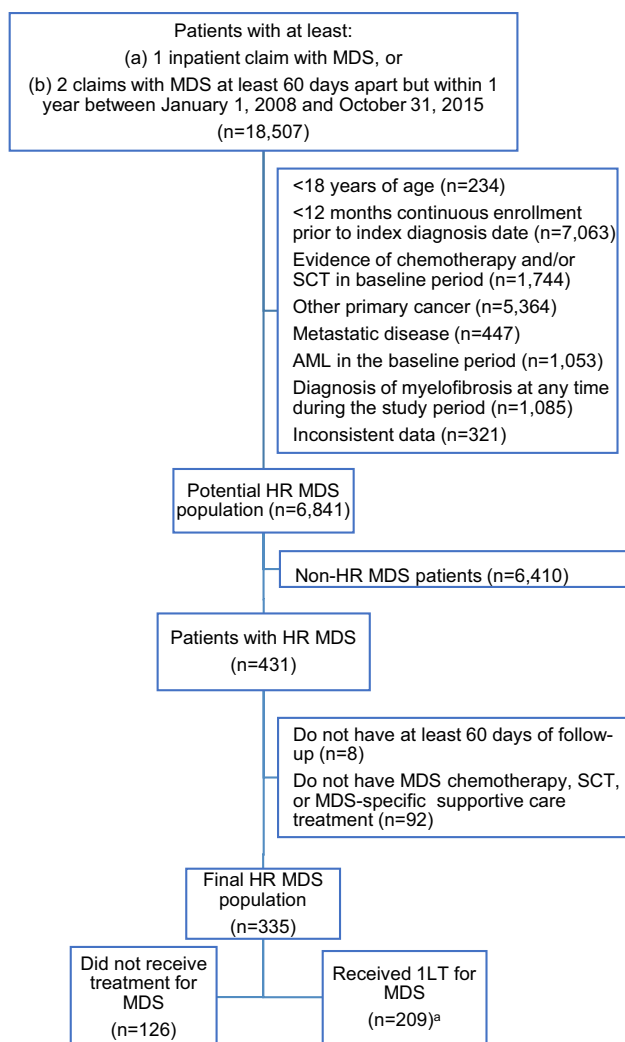 Patients with at least:
(a) 1 inpatient claim with MDS, or
(b) 2 claims with MDS at least 60 days apart but within 1
year between January 1, 2008 and October 31, 2015
(n=18,507)
<18 years of age (n=234)
<12 months continuous enrollment
prior to index diagnosis date (n=7,063)
Evidence of chemotherapy and/or
SCT in baseline period (n=1,744)
Other primary cancer (n=5,364)
Metastatic disease (n=447)
AML in the baseline period (n=1,053)
Diagnosis of myelofibrosis at any time
during the study period (n=1,085)
Inconsistent data (n=321)
Potential HR MDS
population (n=6,841)
Non-HR MDS patients (n=6,410)
Patients with HR MDS
(n=431)
Do not have at least 60 days of follow-
up (n=8)
Do not have MDS chemotherapy, SCT,
or MDS-specific supportive care
treatment (n=92)
Final HR MDS
population
(n=335)
Did not receive
treatment for
MDS
(n=126)
Received 1LT for
MDS
(n=209)ᵃ